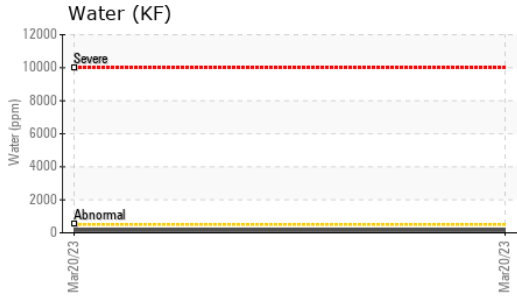 Water (KF)
12000
10000
8000
6000
4000
2000
0
Water (ppm)
Severe
Abnormal
Mar20/23
Mar20/23